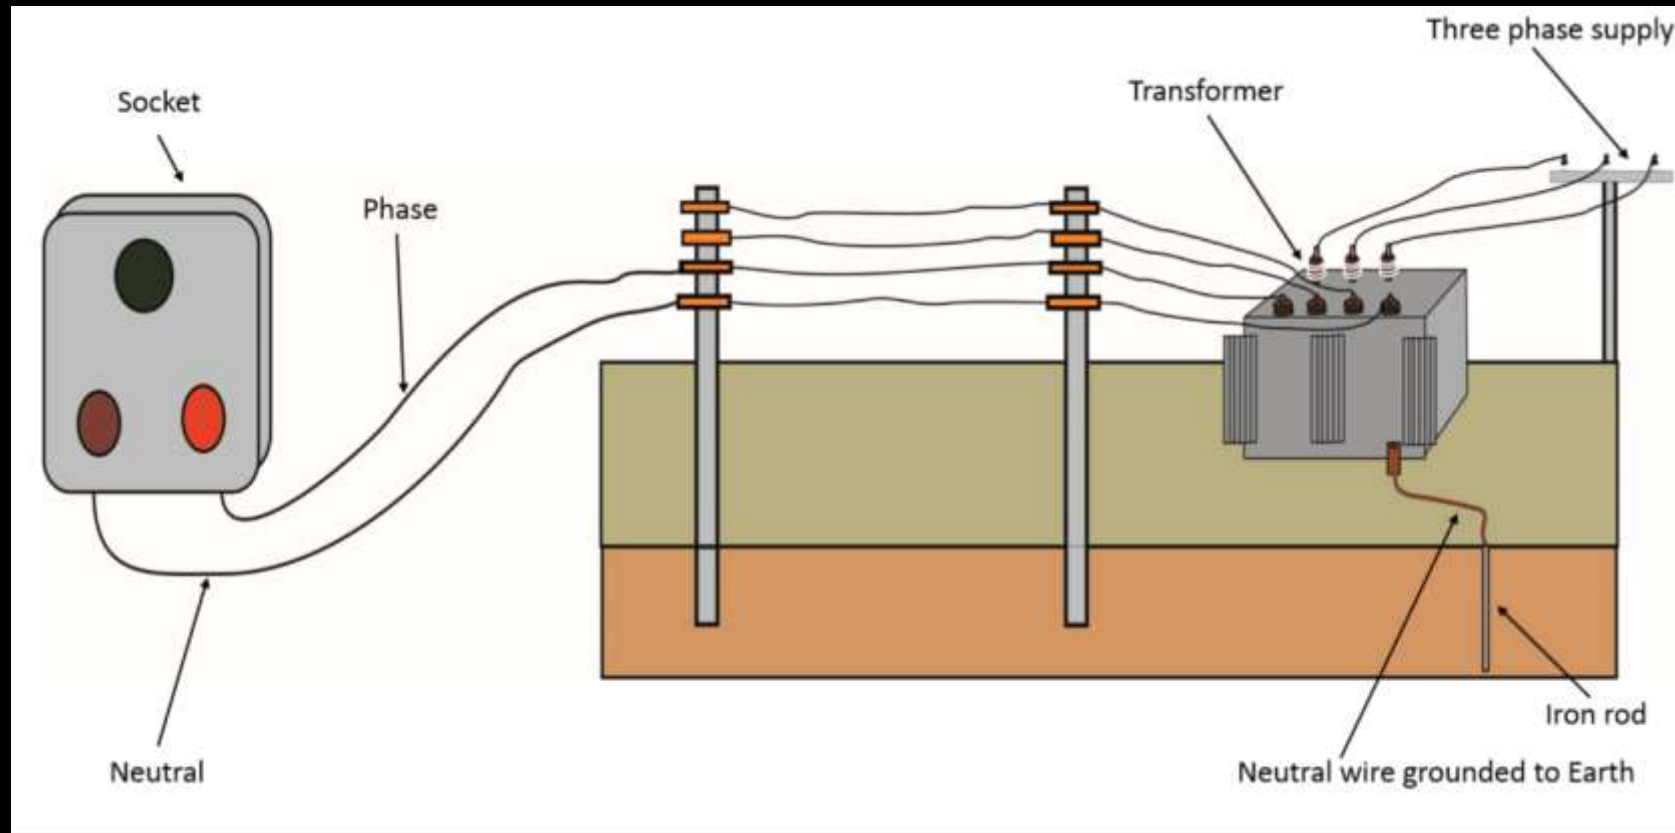 Three phase supply
Transformer
Socket
Phase
Iron rod
Neutral
Neutral wire grounded to Earth